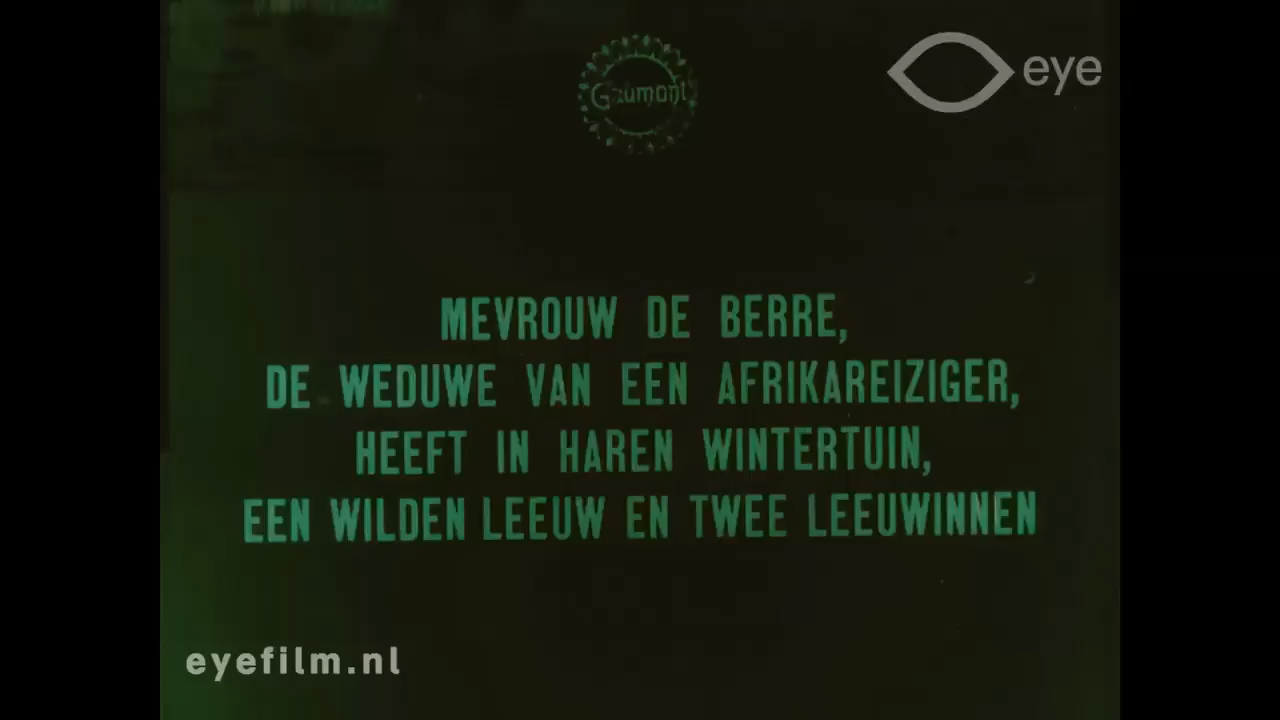 Gaumont
eye
MEVROUW DE BERRE,
DE WEDUWE VAN EEN AFRIKAREIZIGER,
HEEFT IN HAREN WINTERTUIN,
EEN WILDEN LEEUW EN TWEE LEEUWINNEN
eyefilm.nl